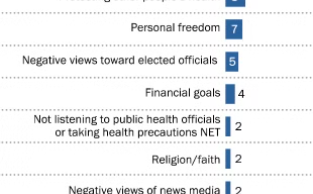 Personal freedom 7
Negative views toward elected officials 5
Financial goals 4
Not listening to public health officials
or taking health precautions NET 2
Religion/faith 2
Negative views of news media 2